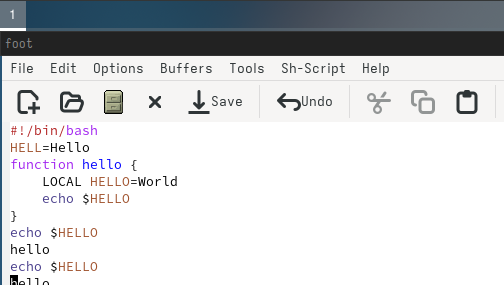 1
foot
File Edit Options Buffers Tools Sh-Script Help
Save Undo
#!/bin/bash
HELL=Hello
function hello {
    LOCAL HELLO=World
    echo $HELLO
}
echo $HELLO
hello
echo $HELLO
hello